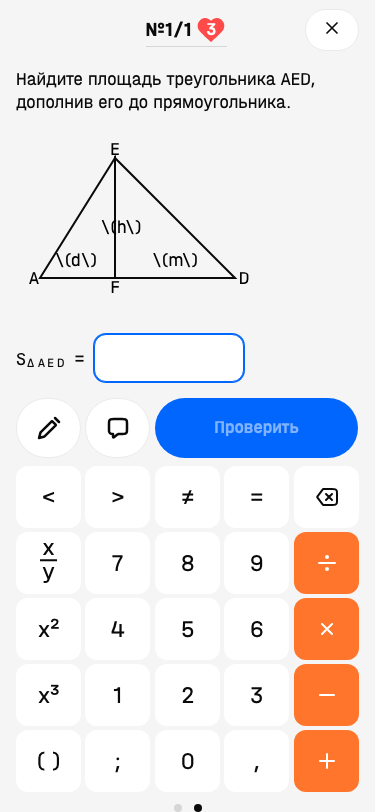 №1/1 3
Найдите площадь треугольника AED,
дополнив его до прямоугольника.
E
\(h\)
\(d\) \(m\)
A D
F
S△AED =
Проверить
< > ≠ =
x/y 7 8 9 ÷
x² 4 5 6 ×
x³ 1 2 3 −
( ) ; 0 , +